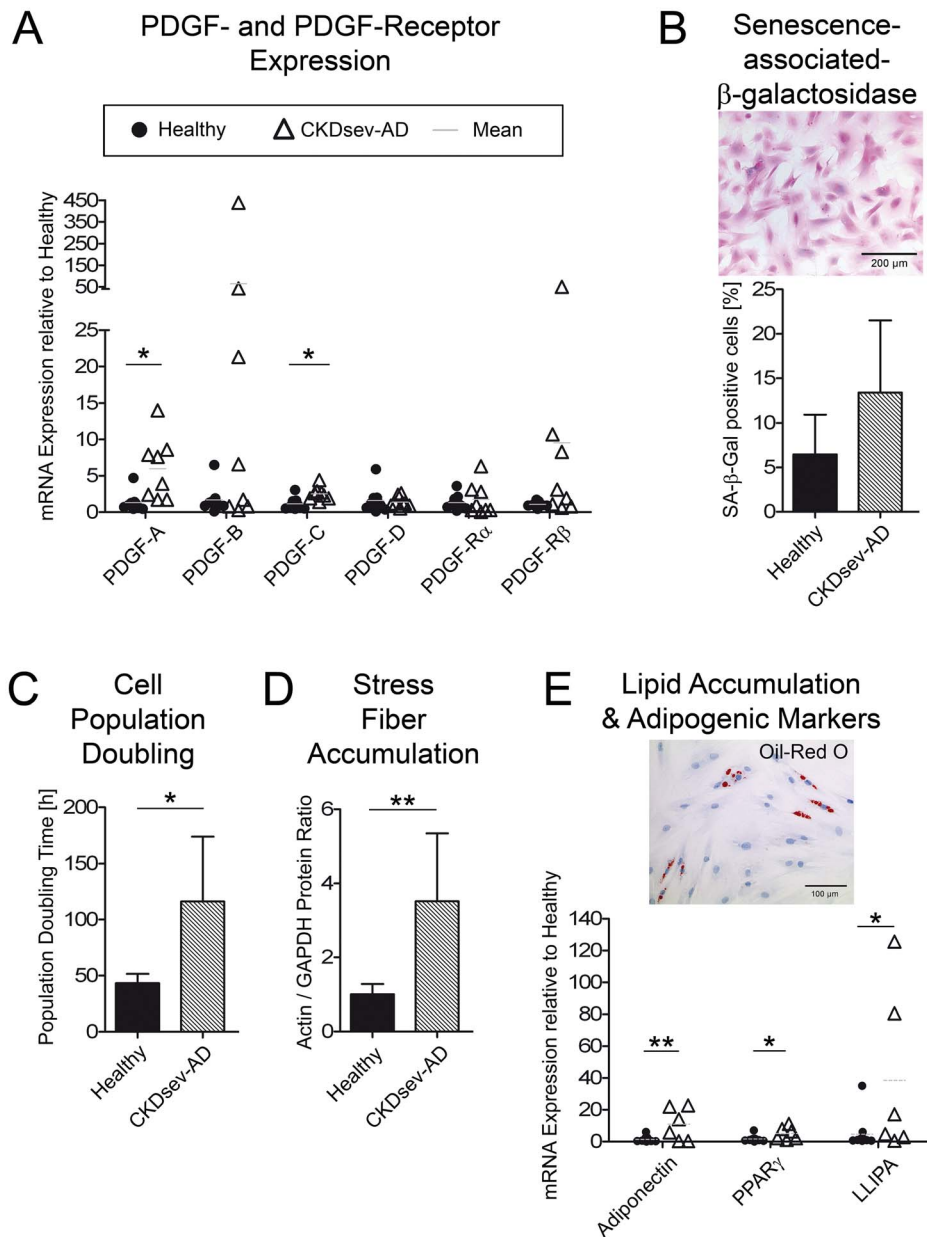 A
PDGF- and PDGF-Receptor
Expression
● Healthy △ CKDsev-AD — Mean
mRNA Expression relative to Healthy
450
350
250
150
50
25
20
15
10
5
0
*
*
PDGF-A
PDGF-B
PDGF-C
PDGF-D
PDGF-Rα
PDGF-Rβ
B
Senescence-
associated-
β-galactosidase
200 µm
SA-β-Gal positive cells [%]
25
20
15
10
5
0
Healthy
CKDsev-AD
C
Cell
Population
Doubling
Population Doubling Time [h]
200
150
100
50
0
*
Healthy
CKDsev-AD
D
Stress
Fiber
Accumulation
Actin / GAPDH Protein Ratio
6
4
2
0
**
Healthy
CKDsev-AD
E
Lipid Accumulation
& Adipogenic Markers
Oil-Red O
100 µm
mRNA Expression relative to Healthy
140
120
100
80
60
40
20
0
**
*
*
Adiponectin
PPARγ
LLIPA